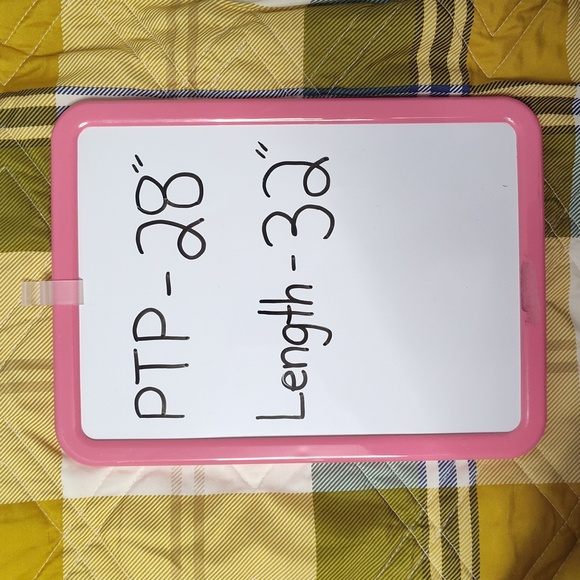 PTP - 28"
Length - 32"